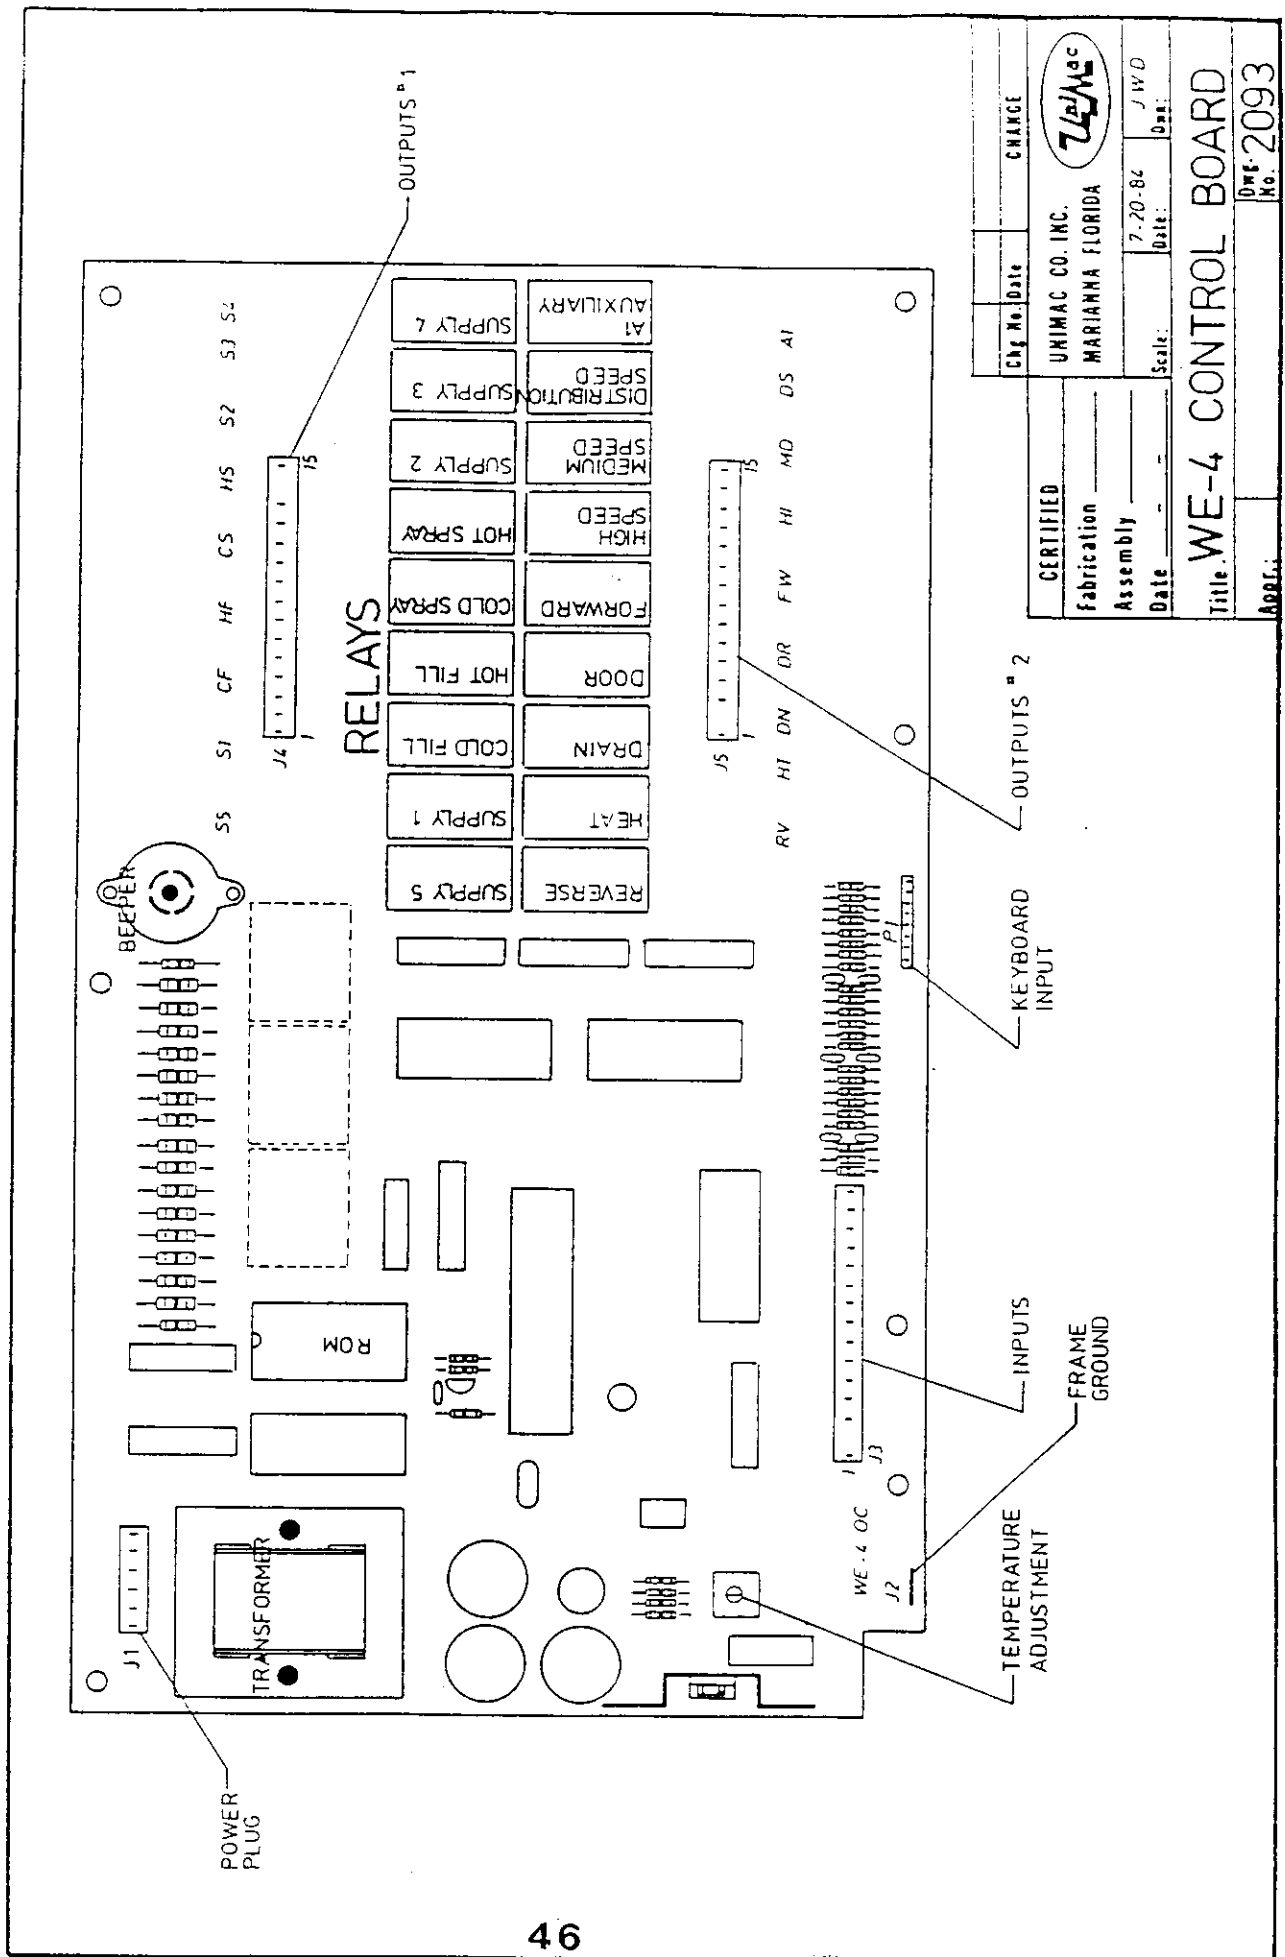 POWER
PLUG
J1
TRANSFORMER
ROM
BEEPER
S5 S1 CF HF CS HS S2 S3 S4
J4
1
15
OUTPUTS #1
RELAYS
SUPPLY 5
SUPPLY 1
COLD FILL
HOT FILL
COLD SPRAY
HOT SPRAY
SUPPLY 2
SUPPLY 3
SUPPLY 4
REVERSE
HEAT
DRAIN
DOOR
FORWARD
HIGH
SPEED
MEDIUM
SPEED
DISTRIBUTION
SPEED
A1
AUXILIARY
J5
1
15
RV HT DN DR FW HI MD DS A1
WE-4 OC
J2
1
J3
P1
TEMPERATURE
ADJUSTMENT
FRAME
GROUND
INPUTS
KEYBOARD
INPUT
OUTPUTS #2
Chg No. Date CHANGE
CERTIFIED
Fabrication
Assembly
Date - - -
UNIMAC CO. INC.
MARIANNA FLORIDA
UniMac
Scale:
7-20-84
Date:
JWD
Dwn:
Title. WE-4 CONTROL BOARD
Appr.:
Dwg. No. 2093
46